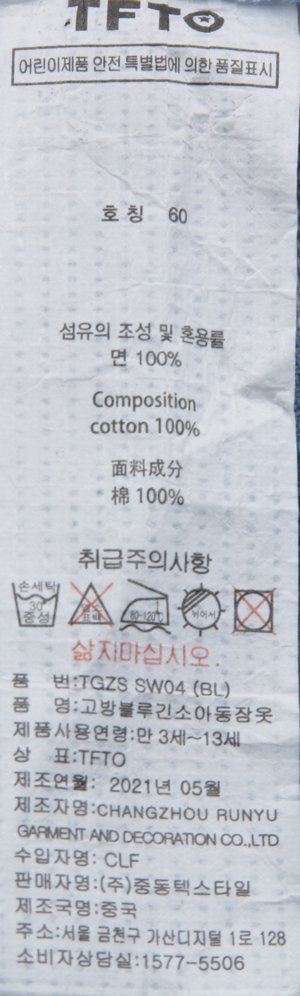 TFTO
어린이제품 안전 특별법에 의한 품질표시
호칭 60
섬유의 조성 및 혼용률
면 100%
Composition
cotton 100%
面料成分
棉 100%
취급주의사항
손세탁
30
중성
표백
80-120℃
뉘어서
삶지마십시오.
품 번:TGZS SW04 (BL)
품 명:고방블루긴소아동잠옷
제품사용연령:만 3세~13세
상 표:TFTO
제조연월: 2021년 05월
제조자명:CHANGZHOU RUNYU
GARMENT AND DECORATION CO.,LTD
수입자명: CLF
판매자명:(주)중동텍스타일
제조국명:중국
주소:서울 금천구 가산디지털 1로 128
소비자상담실:1577-5506